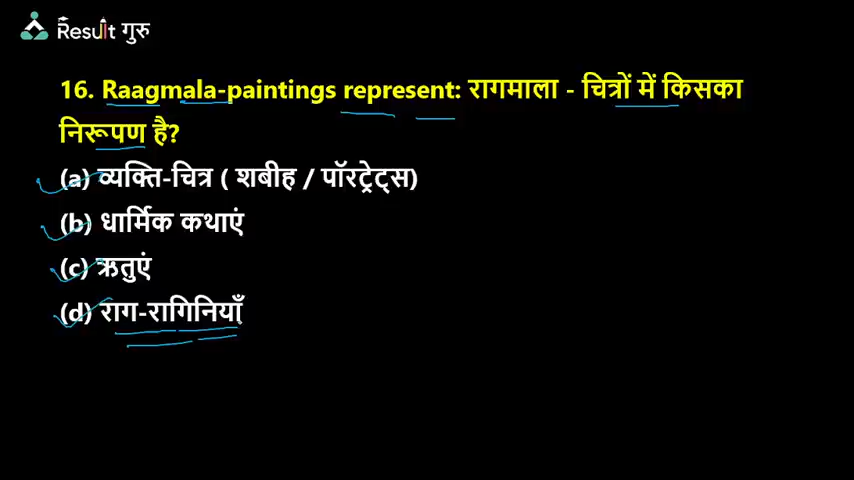 Result गुरु
16. Raagmala-paintings represent: रागमाला - चित्रों में किसका
निरूपण है?
(a) व्यक्ति-चित्र ( शबीह / पॉरट्रेट्स)
(b) धार्मिक कथाएं
(c) ऋतुएं
(d) राग-रागिनियाँ